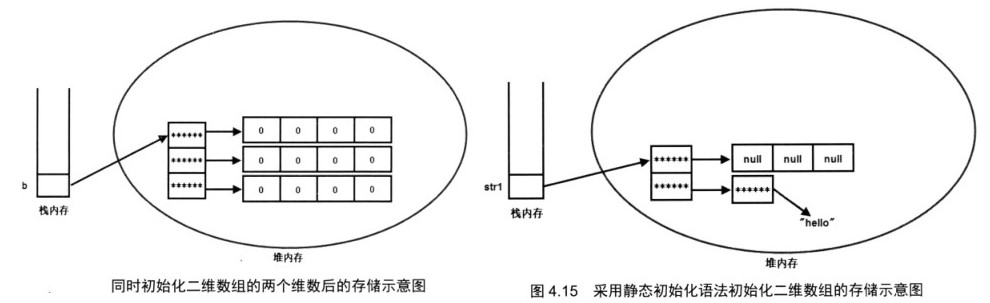 ****** 0 0 0 0
****** 0 0 0 0
****** 0 0 0 0
b
栈内存
堆内存
同时初始化二维数组的两个维数后的存储示意图
****** null null null
****** ******
str1
"hello"
栈内存
堆内存
图 4.15 采用静态初始化语法初始化二维数组的存储示意图